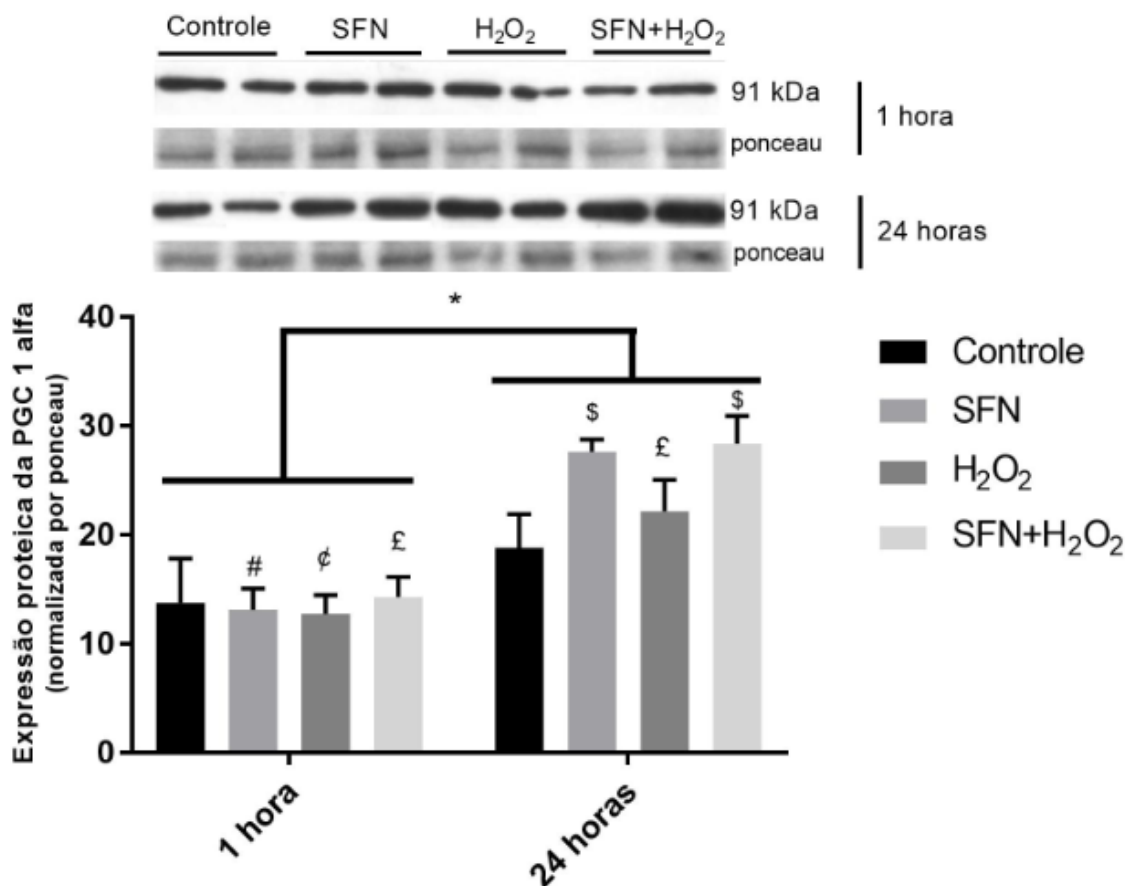 Controle SFN H₂O₂ SFN+H₂O₂
91 kDa
ponceau
1 hora
91 kDa
ponceau
24 horas
Expressão proteica da PGC 1 alfa
(normalizada por ponceau)
40
30
20
10
0
*
# ¢ £
$ £ $
1 hora
24 horas
Controle
SFN
H₂O₂
SFN+H₂O₂